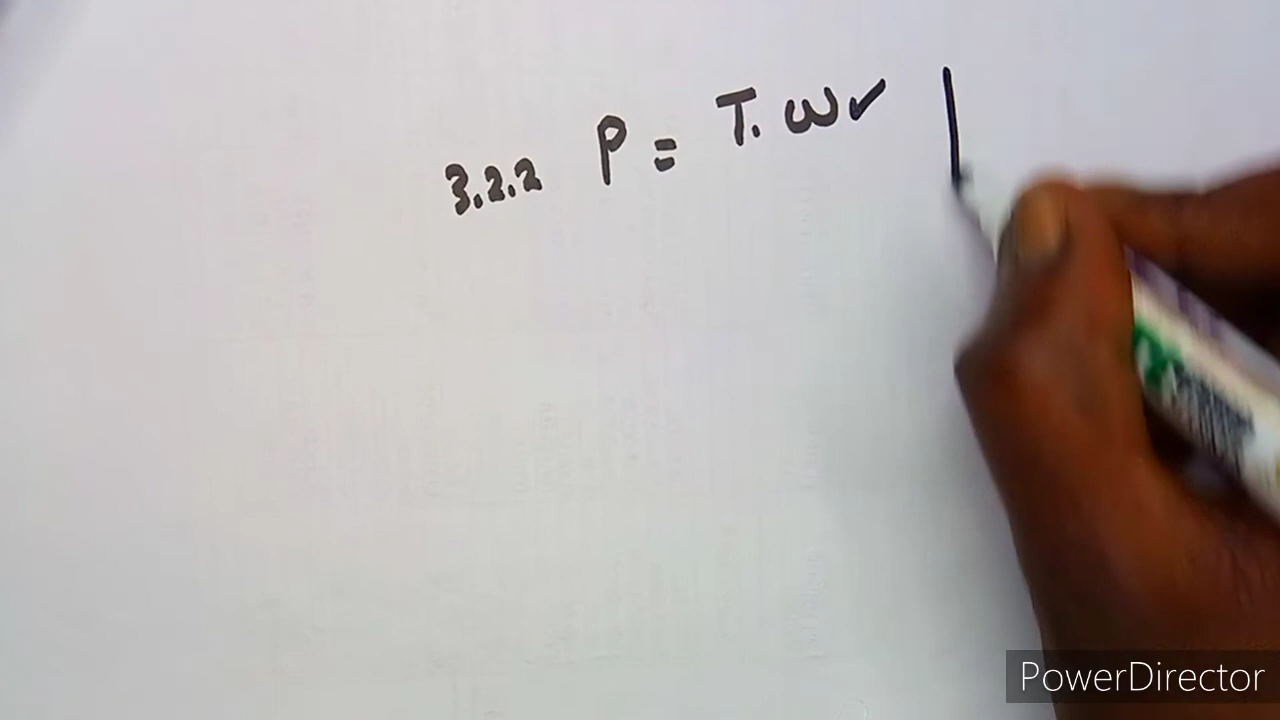 3.2.2 P = T. ω ✓
PowerDirector